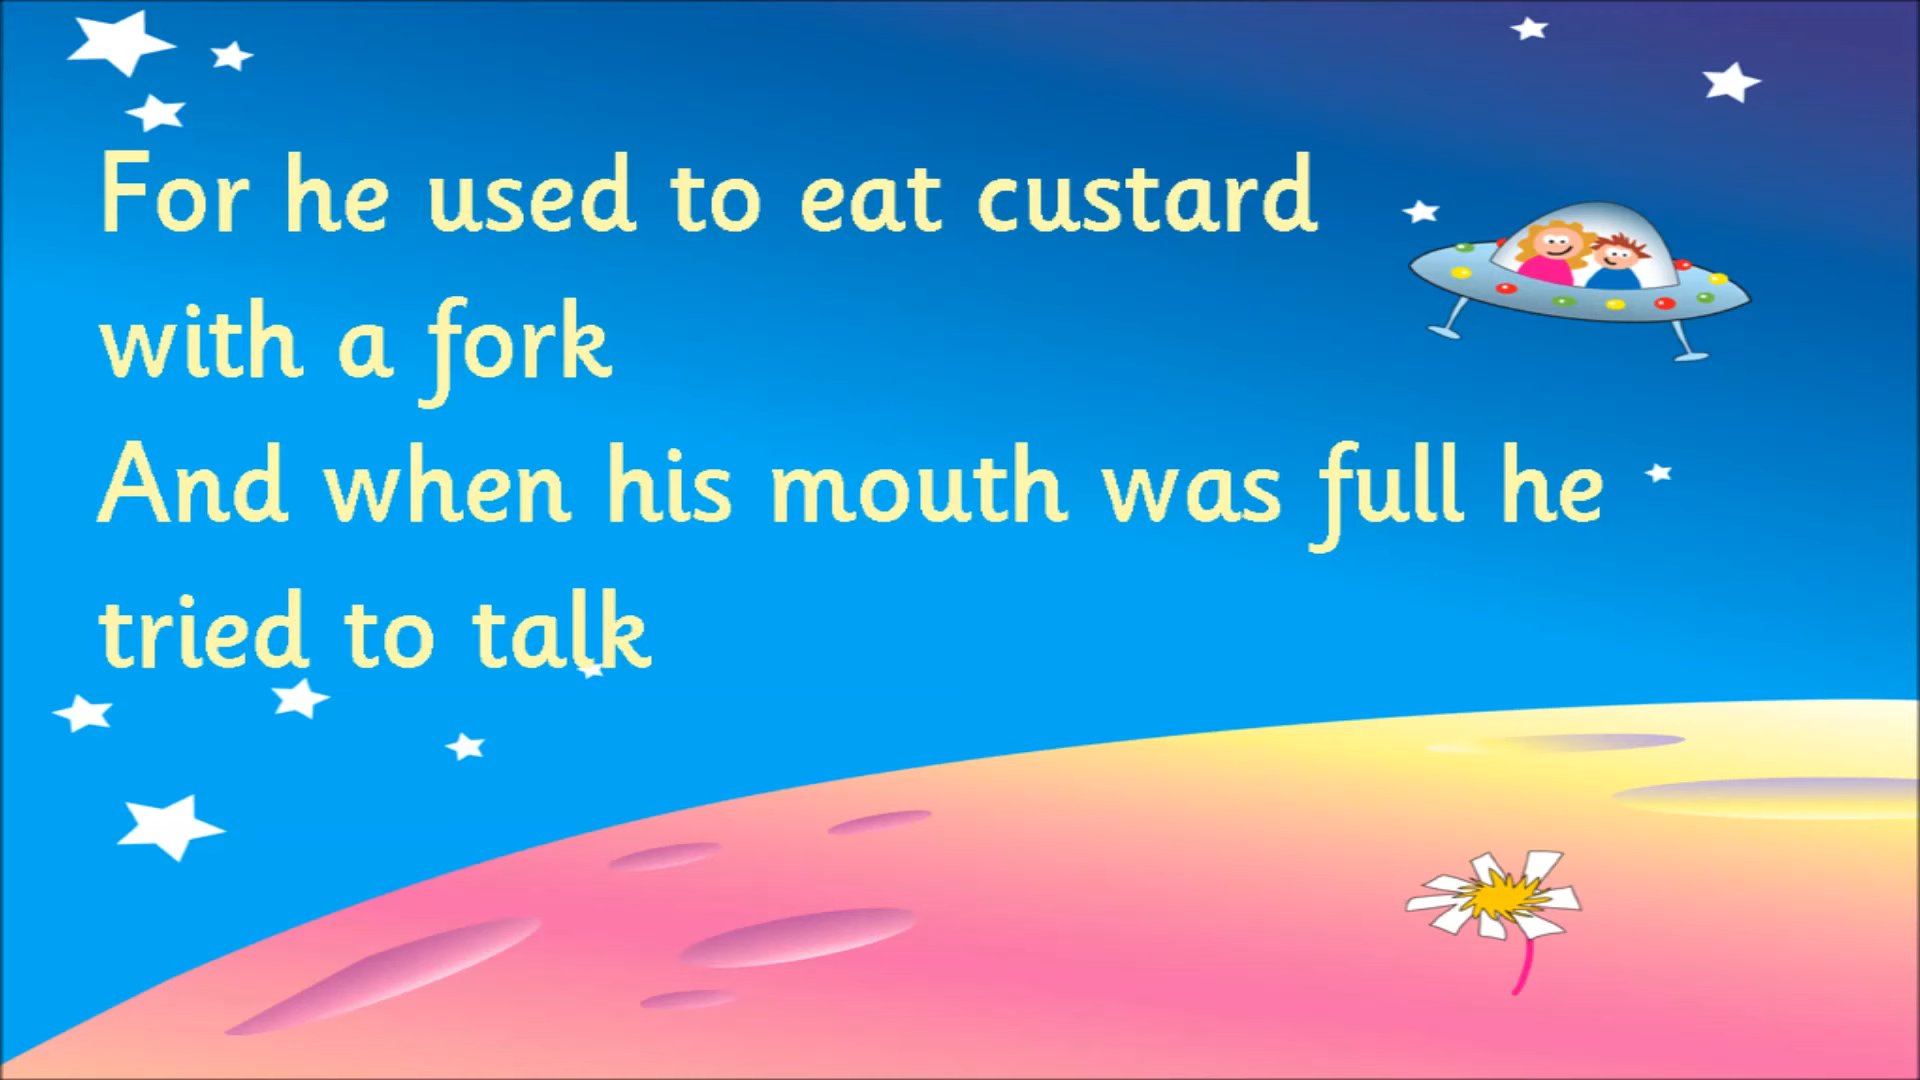 For he used to eat custard
with a fork
And when his mouth was full he
tried to talk